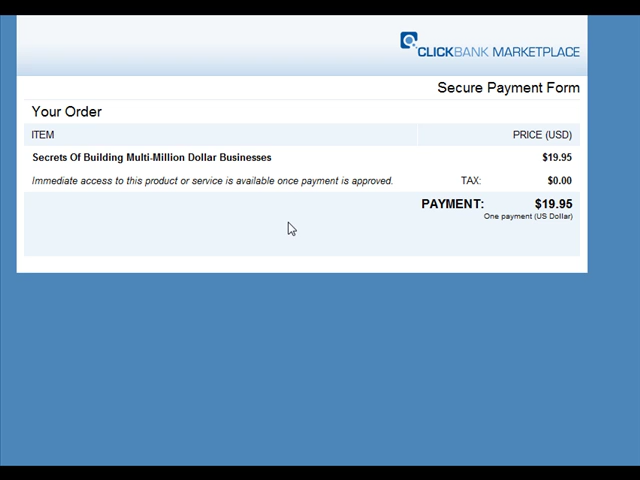 CLICKBANK MARKETPLACE
Secure Payment Form
Your Order
ITEM PRICE (USD)
Secrets Of Building Multi-Million Dollar Businesses $19.95
Immediate access to this product or service is available once payment is approved. TAX: $0.00
PAYMENT: $19.95
One payment (US Dollar)